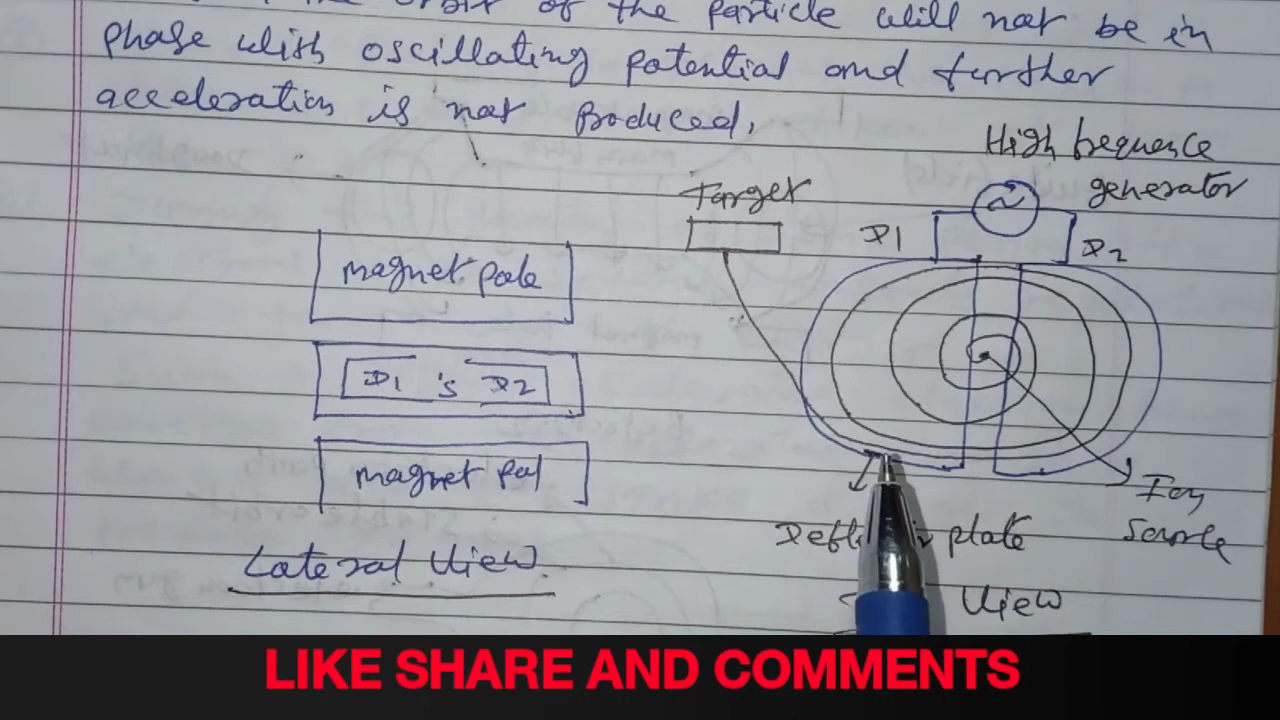 the orbit of the particle will not be in
phase with oscillating potential and further
acceleration is not Produced,
High frequence
generator
Target
D1
D2
magnet pole
D1 's D2
magnet pol
Lateral View
Ion
Source
plate
View
LIKE SHARE AND COMMENTS